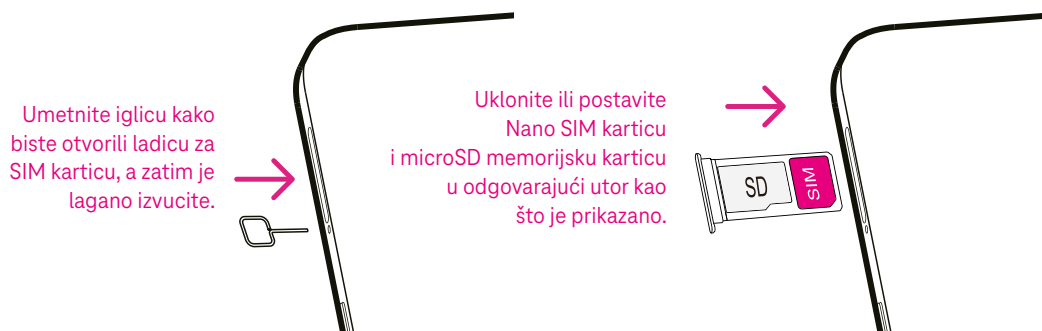 Umetnite iglicu kako
biste otvorili ladicu za
SIM karticu, a zatim je
lagano izvucite.
Uklonite ili postavite
Nano SIM karticu
i microSD memorijsku karticu
u odgovarajući utor kao
što je prikazano.
SD
SIM